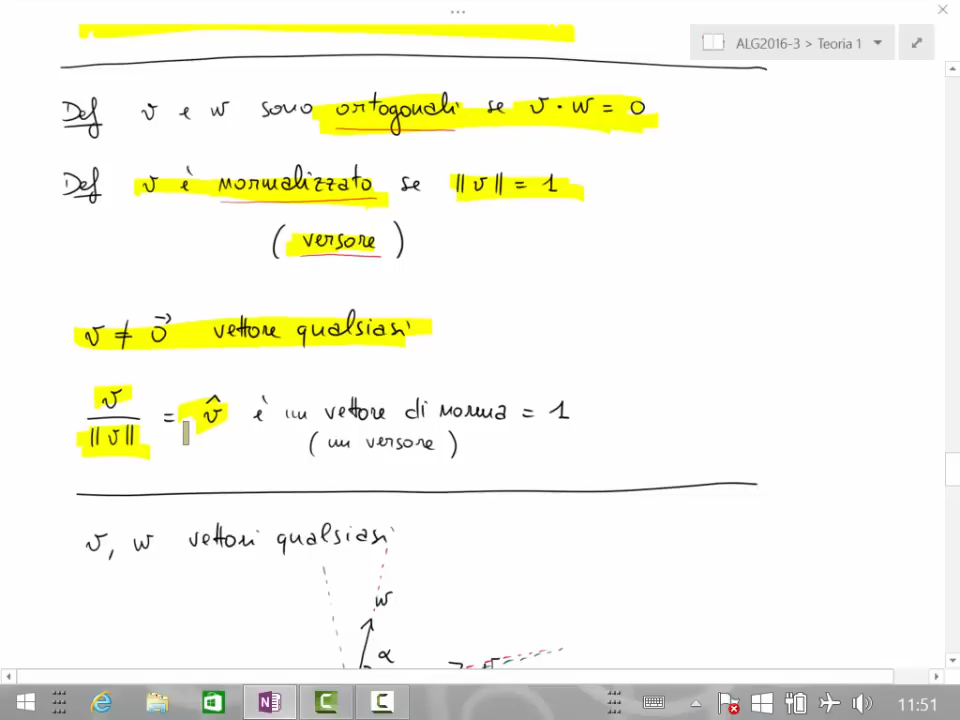 ALG2016-3 > Teoria 1
Def v e w sono ortogonali se v · w = 0
Def v è normalizzato se ‖v‖ = 1
(versore)
v ≠ 0⃗ vettore qualsiasi
v / ‖v‖ = v̂ è un vettore di norma = 1
(un versore)
v, w vettori qualsiasi
w
α
v
11:51